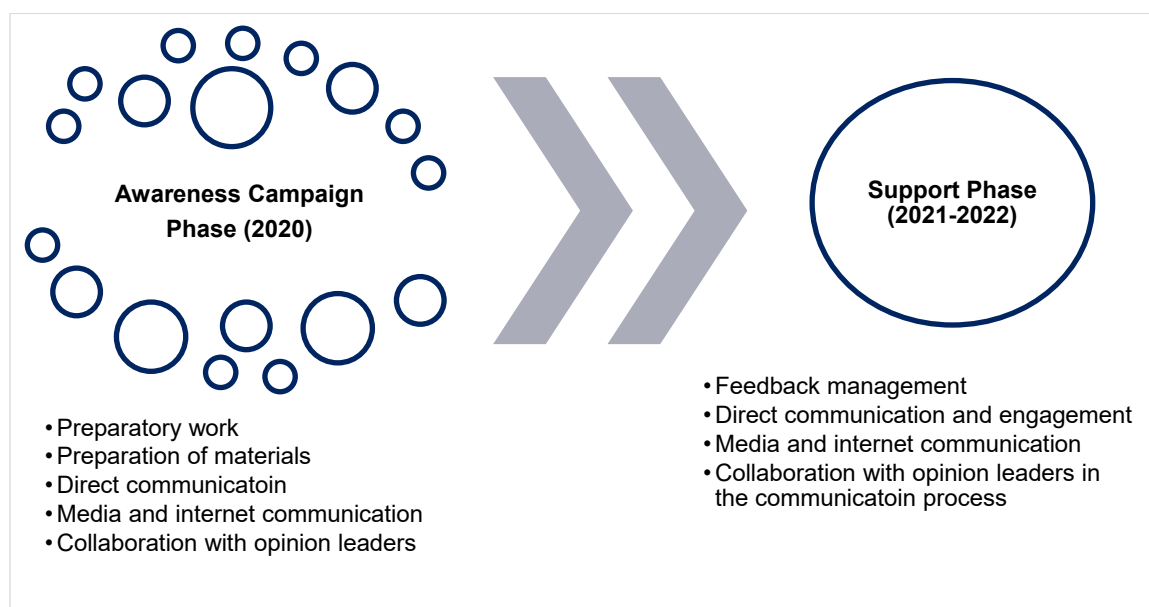 Awareness Campaign
Phase (2020)
• Preparatory work
• Preparation of materials
• Direct communicatoin
• Media and internet communication
• Collaboration with opinion leaders
Support Phase
(2021-2022)
• Feedback management
• Direct communication and engagement
• Media and internet communication
• Collaboration with opinion leaders in
the communicatoin process